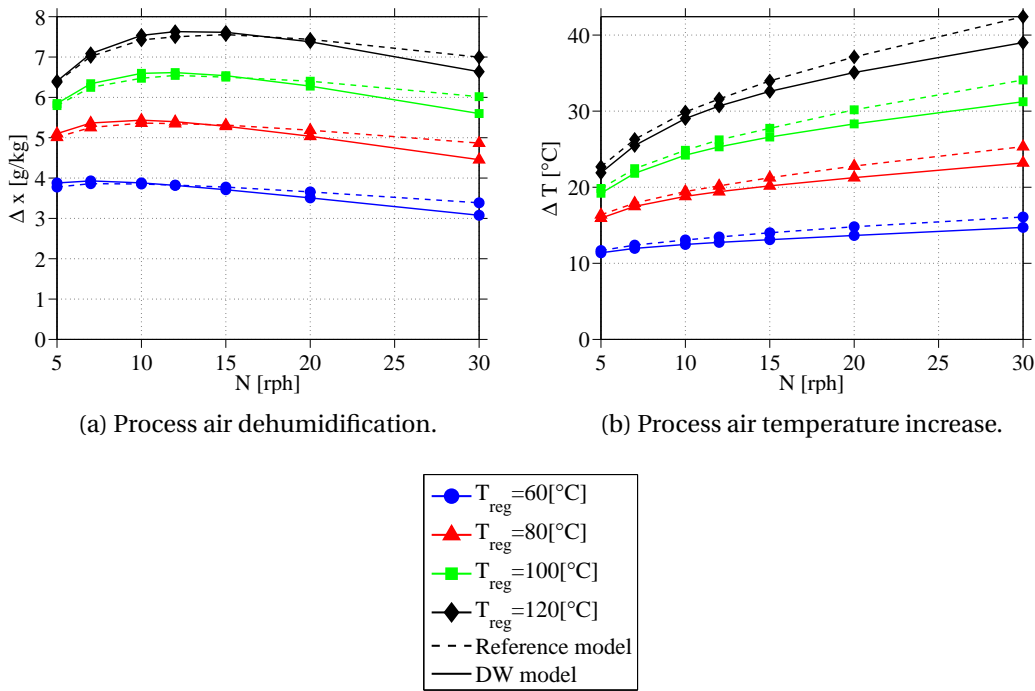 8
7
6
5
4
3
2
1
0
Δ x [g/kg]
5 10 15 20 25 30
N [rph]
(a) Process air dehumidification.
40
30
20
10
0
Δ T [°C]
5 10 15 20 25 30
N [rph]
(b) Process air temperature increase.
T_reg=60[°C]
T_reg=80[°C]
T_reg=100[°C]
T_reg=120[°C]
Reference model
DW model